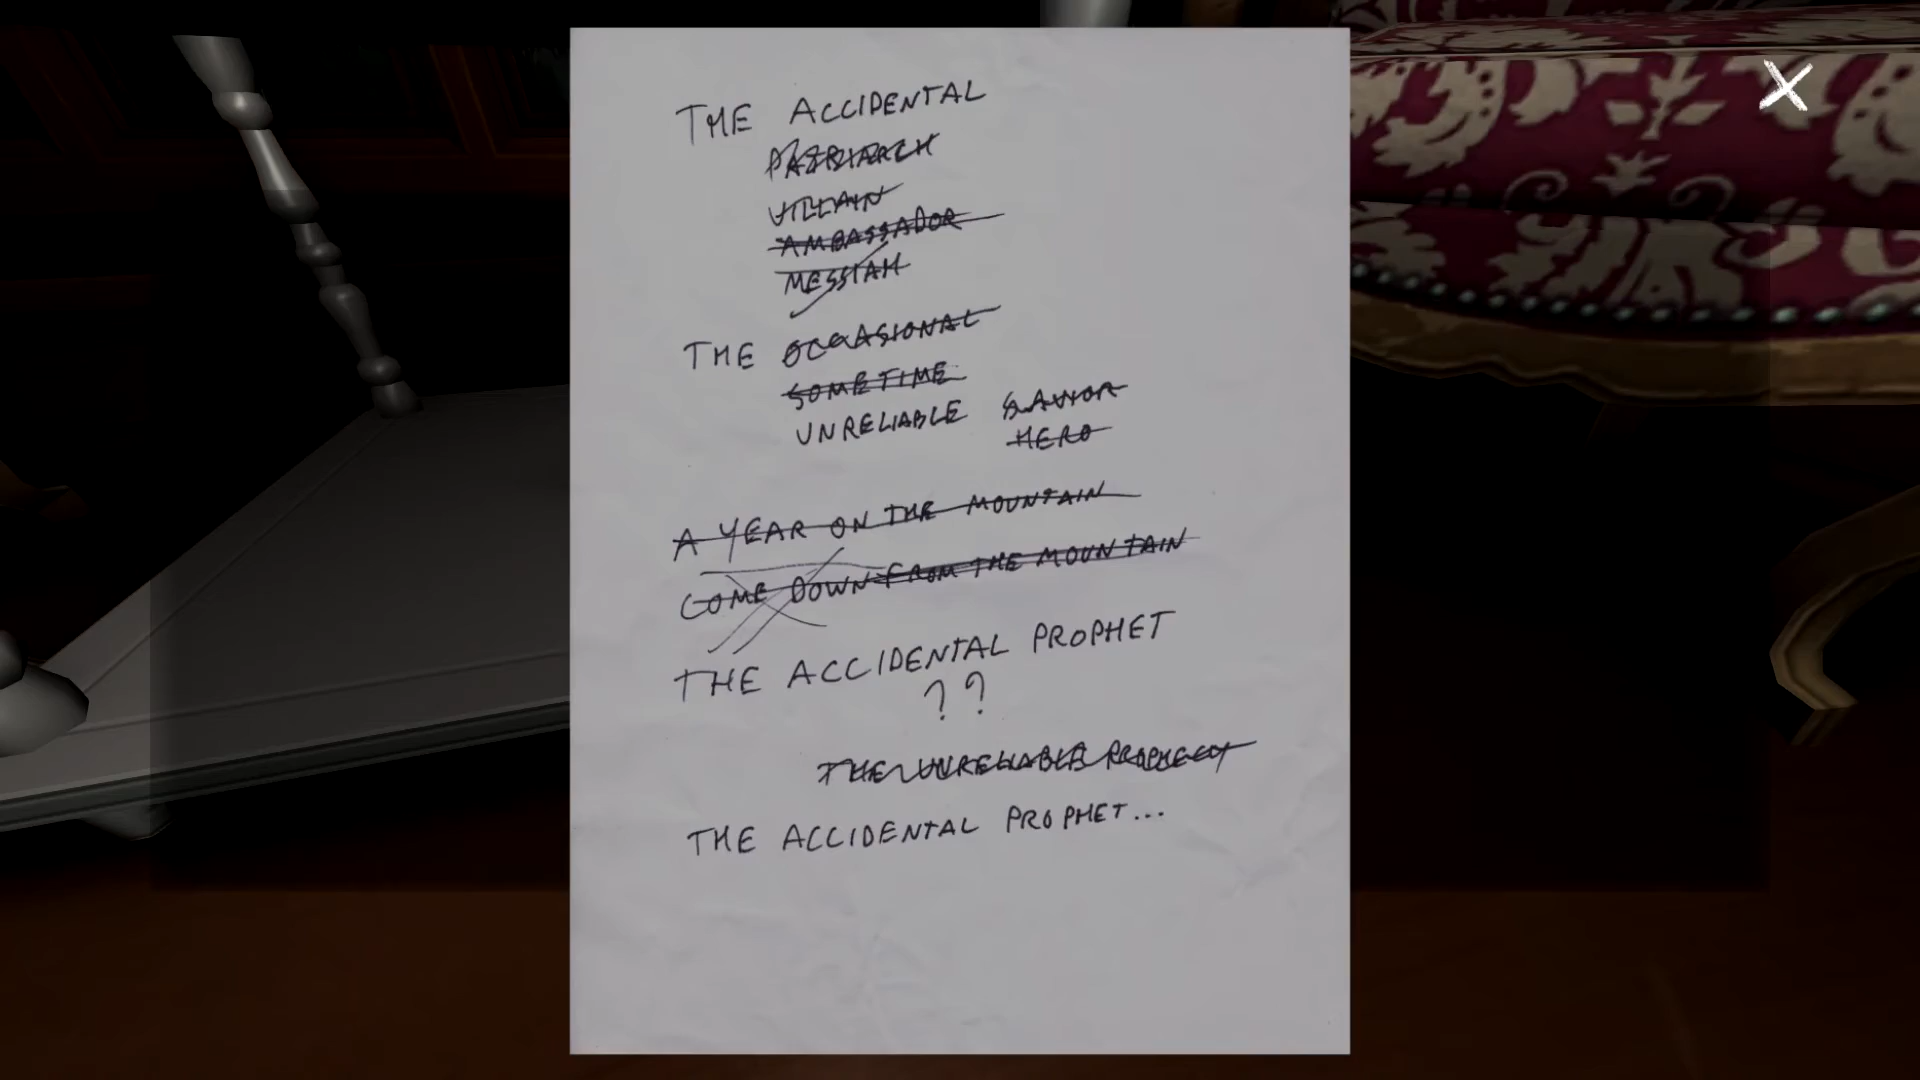 THE ACCIDENTAL
PATRIARCH
VILLAIN
AMBASSADOR
MESSIAH
THE OCCASIONAL
SOMETIME
UNRELIABLE SAVIOR
HERO
A YEAR ON THE MOUNTAIN
COME DOWN FROM THE MOUNTAIN
THE ACCIDENTAL PROPHET
??
THE UNRELIABLE PROPHECY
THE ACCIDENTAL PROPHET...